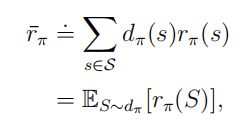 r̄_π ≐ ∑_{s∈𝒮} d_π(s)r_π(s)
= 𝔼_{S∼d_π}[r_π(S)],